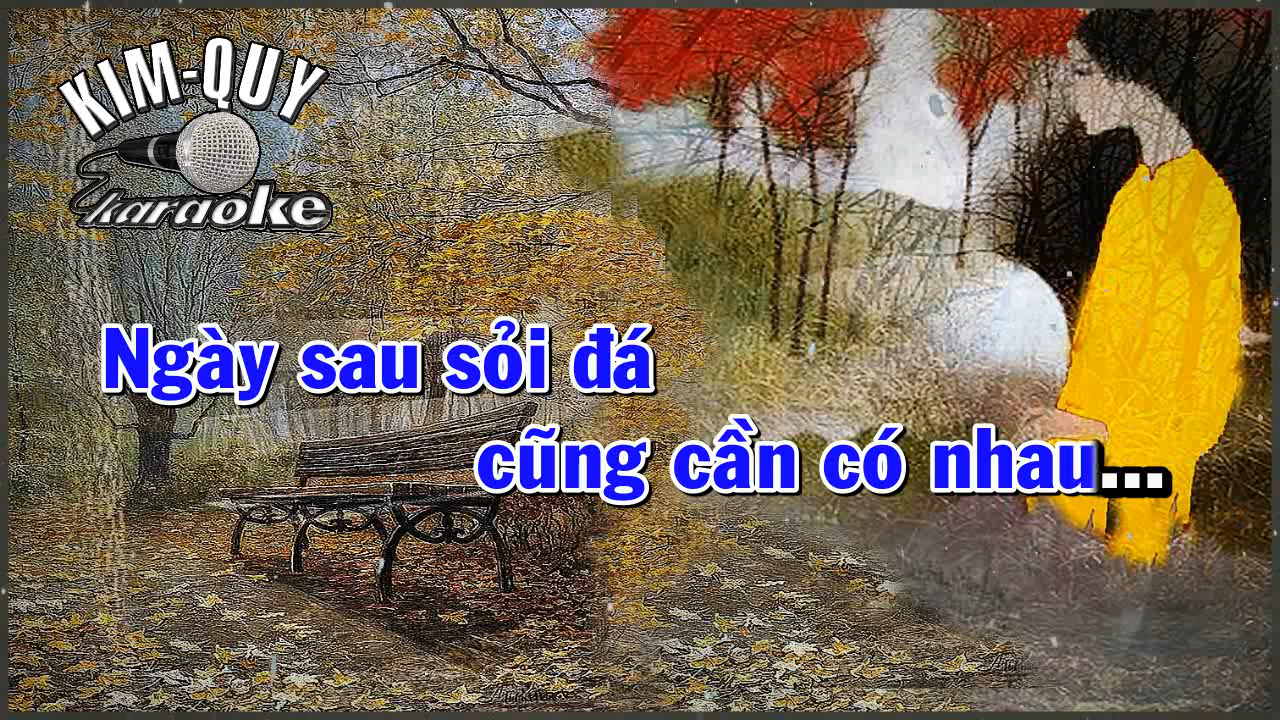 KIM-QUY
karaoke
Ngày sau sỏi đá
cũng cần có nhau...